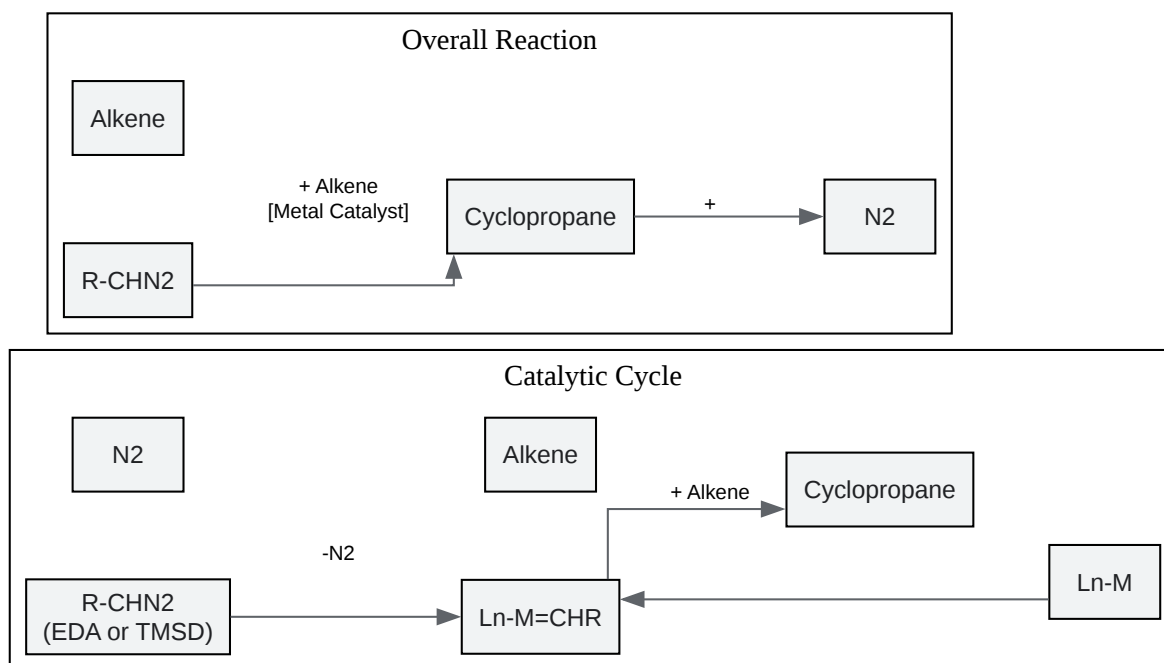 Overall Reaction
Alkene
+ Alkene
[Metal Catalyst]
Cyclopropane
+
N2
R-CHN2
Catalytic Cycle
N2
Alkene
+ Alkene
Cyclopropane
-N2
R-CHN2
(EDA or TMSD)
Ln-M=CHR
Ln-M